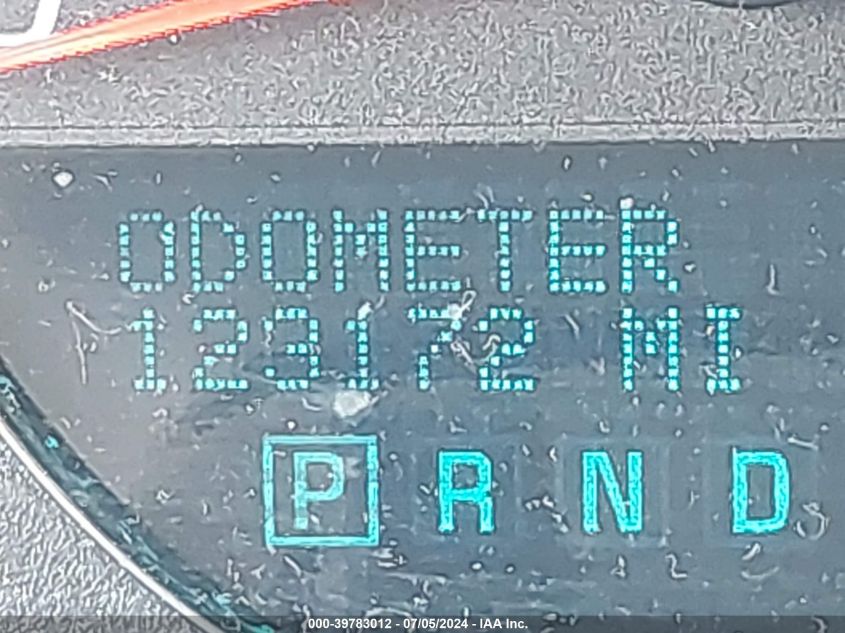 ODOMETER
123172 MI
P R N D
000-39783012 - 07/05/2024 - IAA Inc.